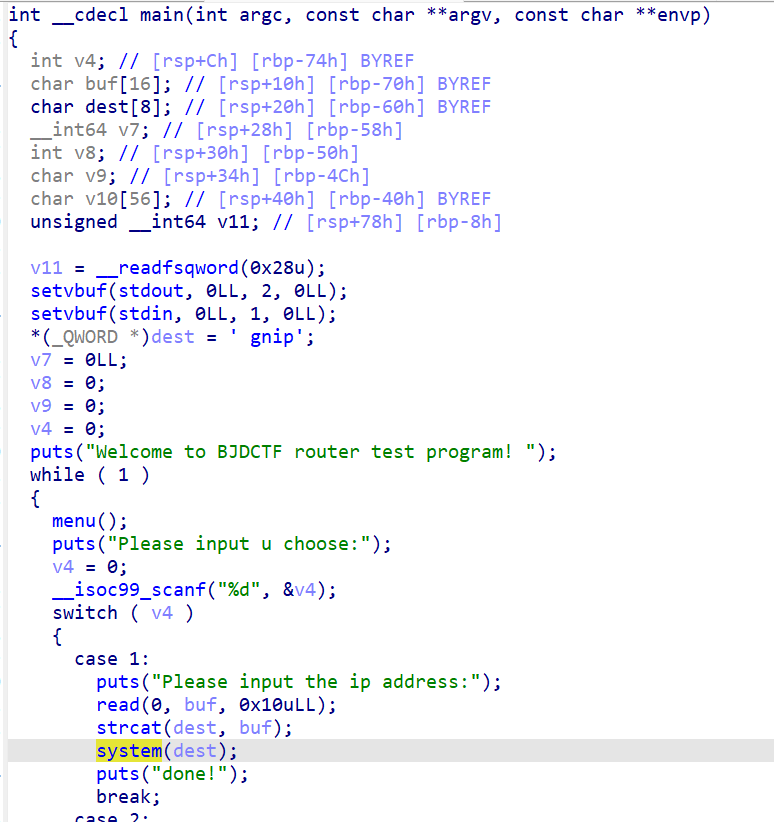 int __cdecl main(int argc, const char **argv, const char **envp)
{
  int v4; // [rsp+Ch] [rbp-74h] BYREF
  char buf[16]; // [rsp+10h] [rbp-70h] BYREF
  char dest[8]; // [rsp+20h] [rbp-60h] BYREF
  __int64 v7; // [rsp+28h] [rbp-58h]
  int v8; // [rsp+30h] [rbp-50h]
  char v9; // [rsp+34h] [rbp-4Ch]
  char v10[56]; // [rsp+40h] [rbp-40h] BYREF
  unsigned __int64 v11; // [rsp+78h] [rbp-8h]

  v11 = __readfsqword(0x28u);
  setvbuf(stdout, 0LL, 2, 0LL);
  setvbuf(stdin, 0LL, 1, 0LL);
  *(_QWORD *)dest = ' gnip';
  v7 = 0LL;
  v8 = 0;
  v9 = 0;
  v4 = 0;
  puts("Welcome to BJDCTF router test program! ");
  while ( 1 )
  {
    menu();
    puts("Please input u choose:");
    v4 = 0;
    __isoc99_scanf("%d", &v4);
    switch ( v4 )
    {
      case 1:
        puts("Please input the ip address:");
        read(0, buf, 0x10uLL);
        strcat(dest, buf);
        system(dest);
        puts("done!");
        break;
      case 2: